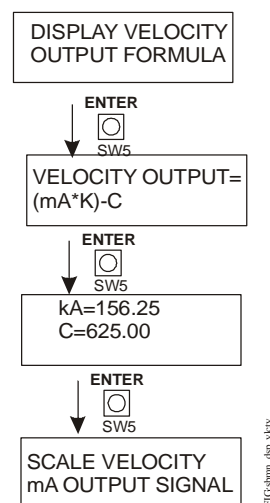 DISPLAY VELOCITY
OUTPUT FORMULA
ENTER
SW5
VELOCITY OUTPUT=
(mA*K)-C
ENTER
SW5
kA=156.25
C=625.00
ENTER
SW5
SCALE VELOCITY
mA OUTPUT SIGNAL